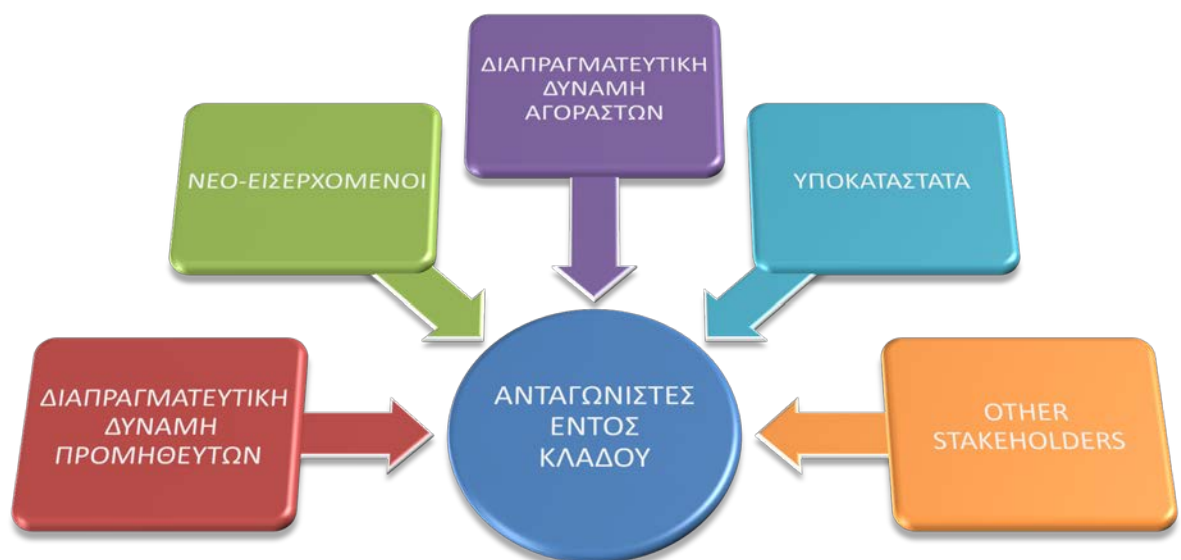 ΔΙΑΠΡΑΓΜΑΤΕΥΤΙΚΗ
ΔΥΝΑΜΗ
ΑΓΟΡΑΣΤΩΝ
ΝΕΟ-ΕΙΣΕΡΧΟΜΕΝΟΙ
ΥΠΟΚΑΤΑΣΤΑΤΑ
ΔΙΑΠΡΑΓΜΑΤΕΥΤΙΚΗ
ΔΥΝΑΜΗ
ΠΡΟΜΗΘΕΥΤΩΝ
ΑΝΤΑΓΩΝΙΣΤΕΣ
ΕΝΤΟΣ
ΚΛΑΔΟΥ
OTHER
STAKEHOLDERS